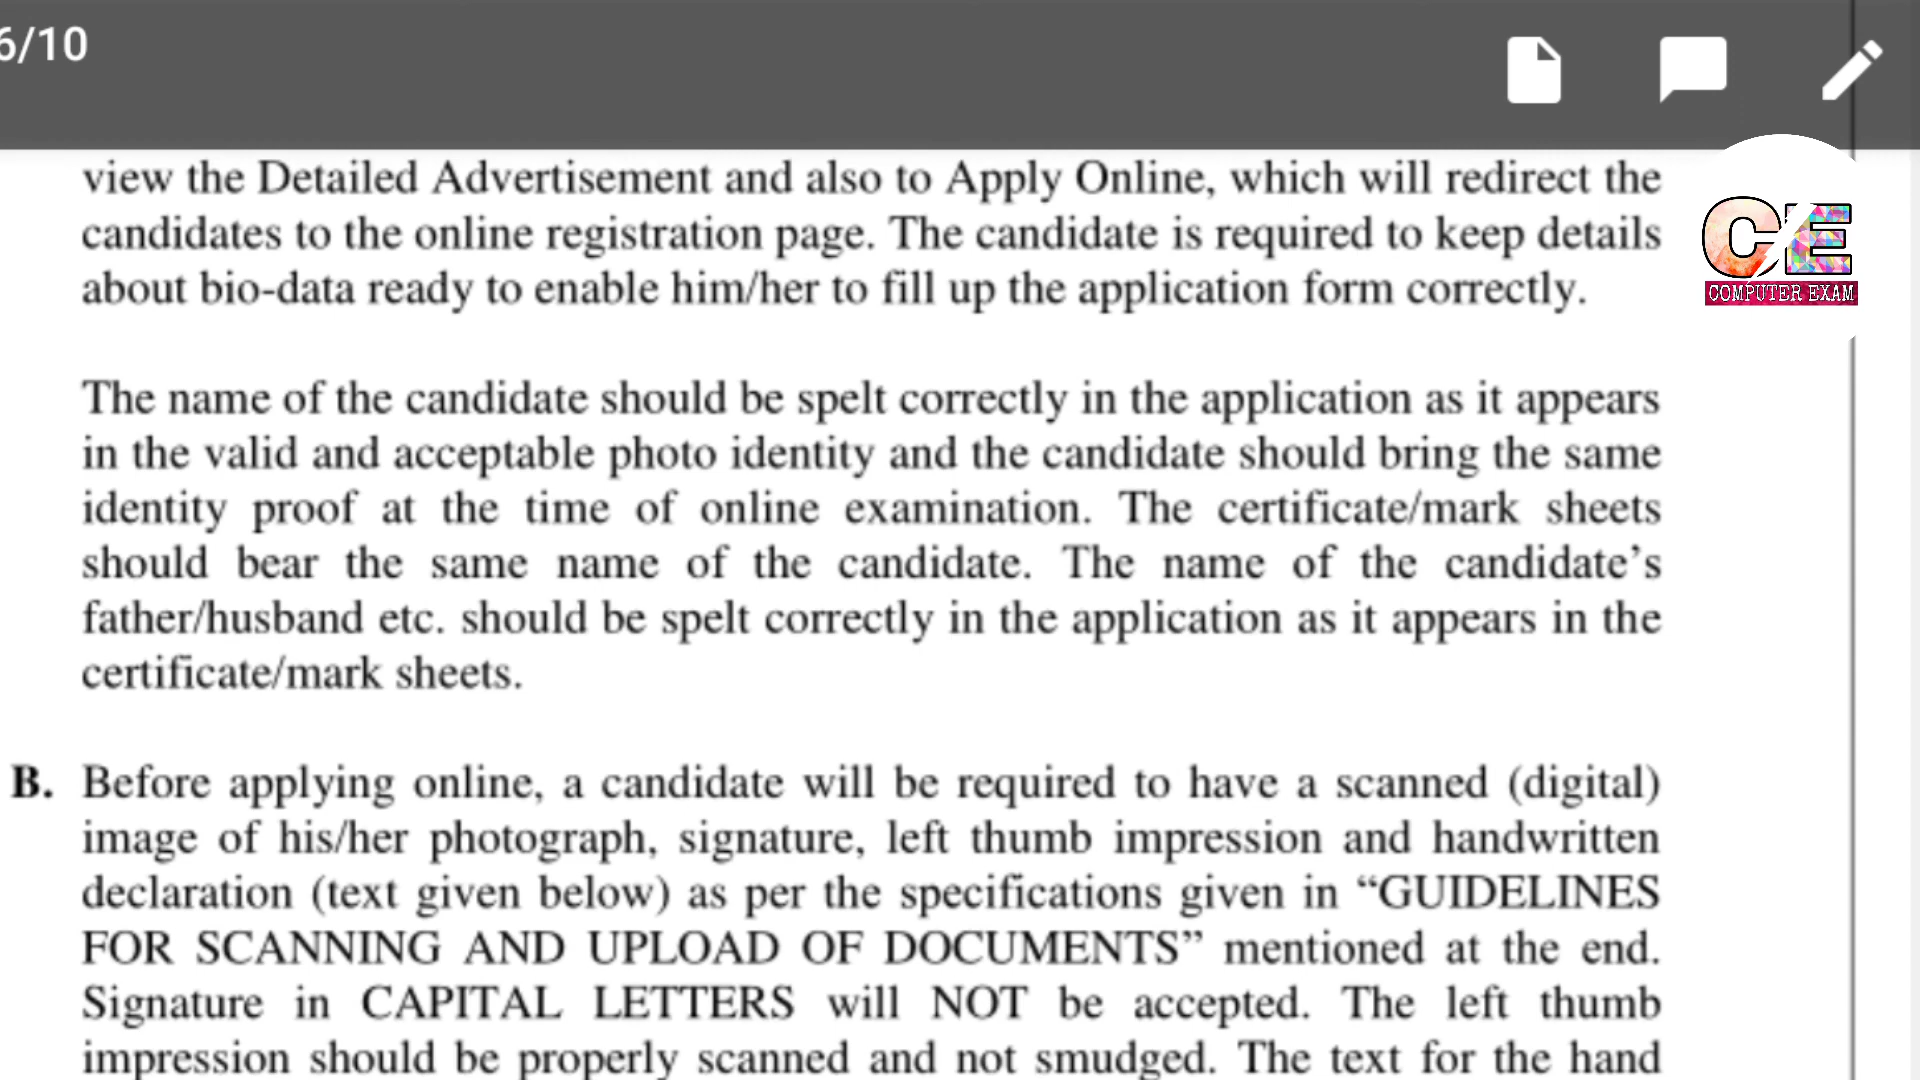 6/10
view the Detailed Advertisement and also to Apply Online, which will redirect the
candidates to the online registration page. The candidate is required to keep details
about bio-data ready to enable him/her to fill up the application form correctly.
CE
COMPUTER EXAM
The name of the candidate should be spelt correctly in the application as it appears
in the valid and acceptable photo identity and the candidate should bring the same
identity proof at the time of online examination. The certificate/mark sheets
should bear the same name of the candidate. The name of the candidate’s
father/husband etc. should be spelt correctly in the application as it appears in the
certificate/mark sheets.
B. Before applying online, a candidate will be required to have a scanned (digital)
image of his/her photograph, signature, left thumb impression and handwritten
declaration (text given below) as per the specifications given in “GUIDELINES
FOR SCANNING AND UPLOAD OF DOCUMENTS” mentioned at the end.
Signature in CAPITAL LETTERS will NOT be accepted. The left thumb
impression should be properly scanned and not smudged. The text for the hand